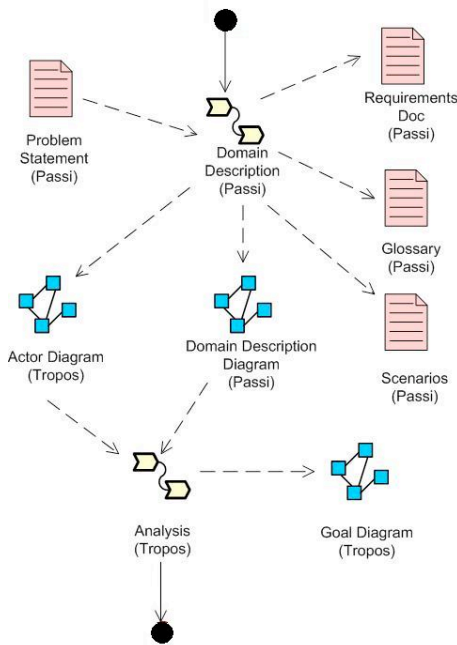 Problem
Statement
(Passi)
Domain
Description
(Passi)
Requirements
Doc
(Passi)
Glossary
(Passi)
Actor Diagram
(Tropos)
Domain Description
Diagram
(Passi)
Scenarios
(Passi)
Analysis
(Tropos)
Goal Diagram
(Tropos)